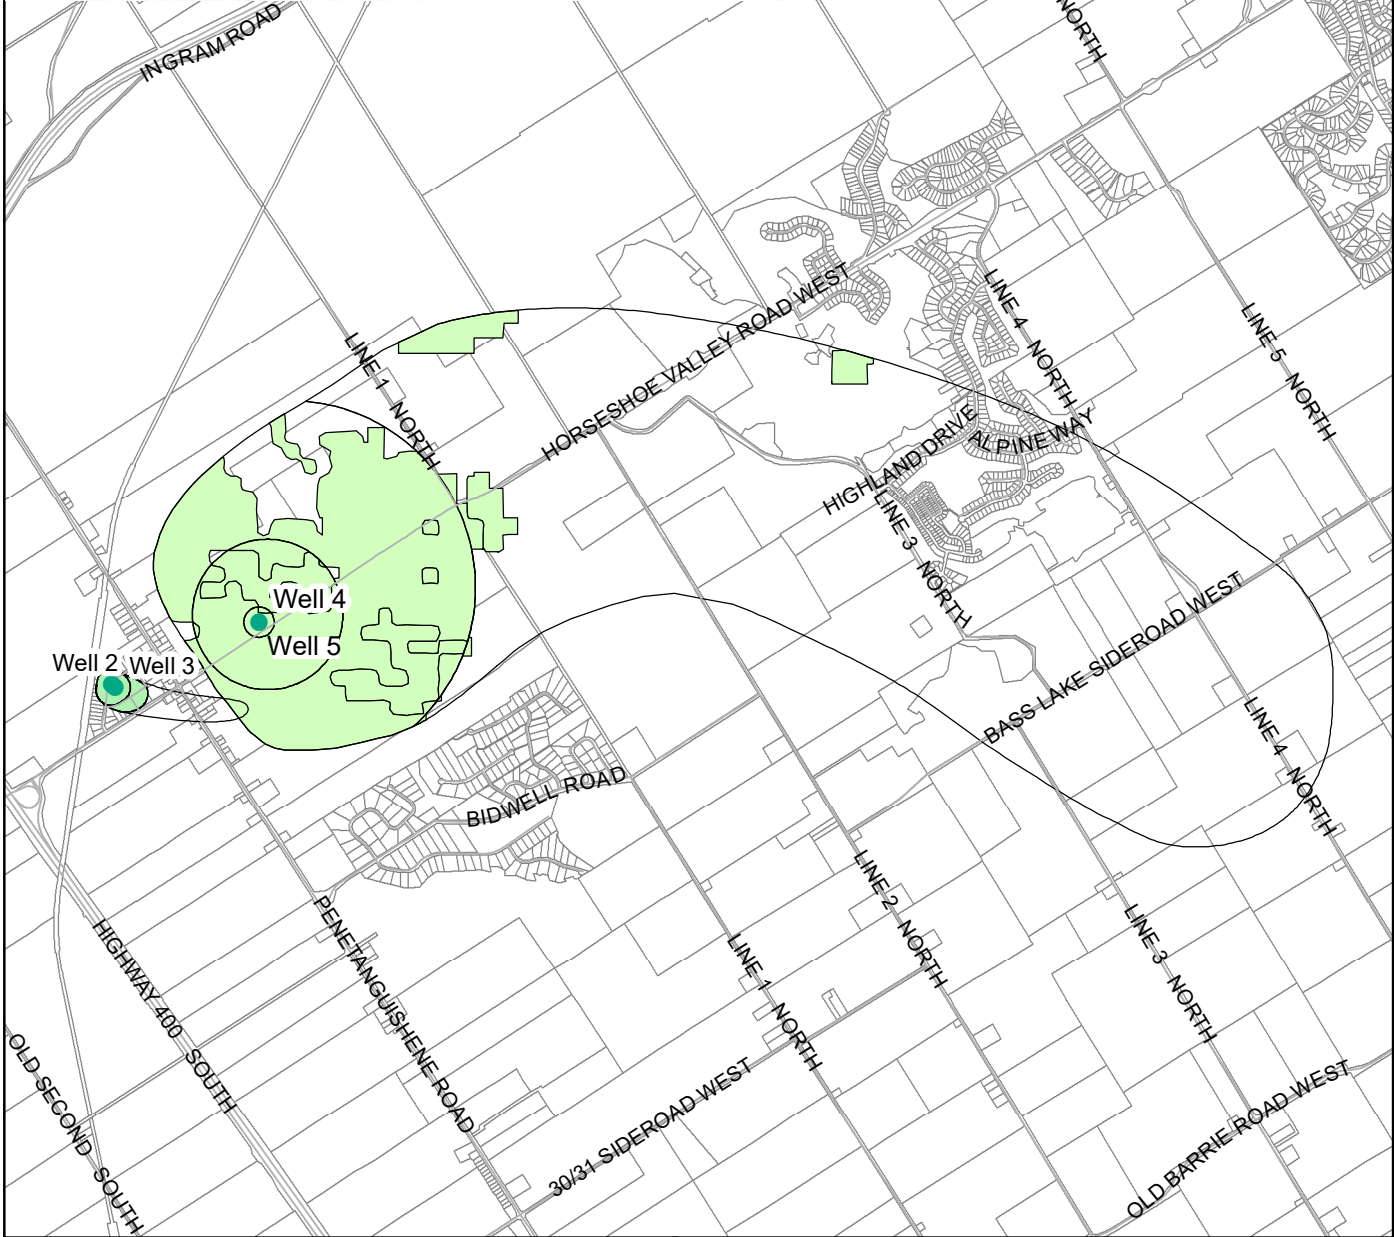 INGRAM ROAD
NORTH
LINE 1 NORTH
HORSESHOE VALLEY ROAD WEST
LINE 4 NORTH
LINE 5 NORTH
HIGHLAND DRIVE
ALPINE WAY
LINE 3 NORTH
Well 4
Well 5
Well 2
Well 3
BASS LAKE SIDEROAD WEST
LINE 4 NORTH
BIDWELL ROAD
LINE 2 NORTH
PENETANGUISHENE ROAD
HIGHWAY 400 SOUTH
LINE 1 NORTH
LINE 3 NORTH
OLD SECOND SOUTH
30/31 SIDEROAD WEST
OLD BARRIE ROAD WEST